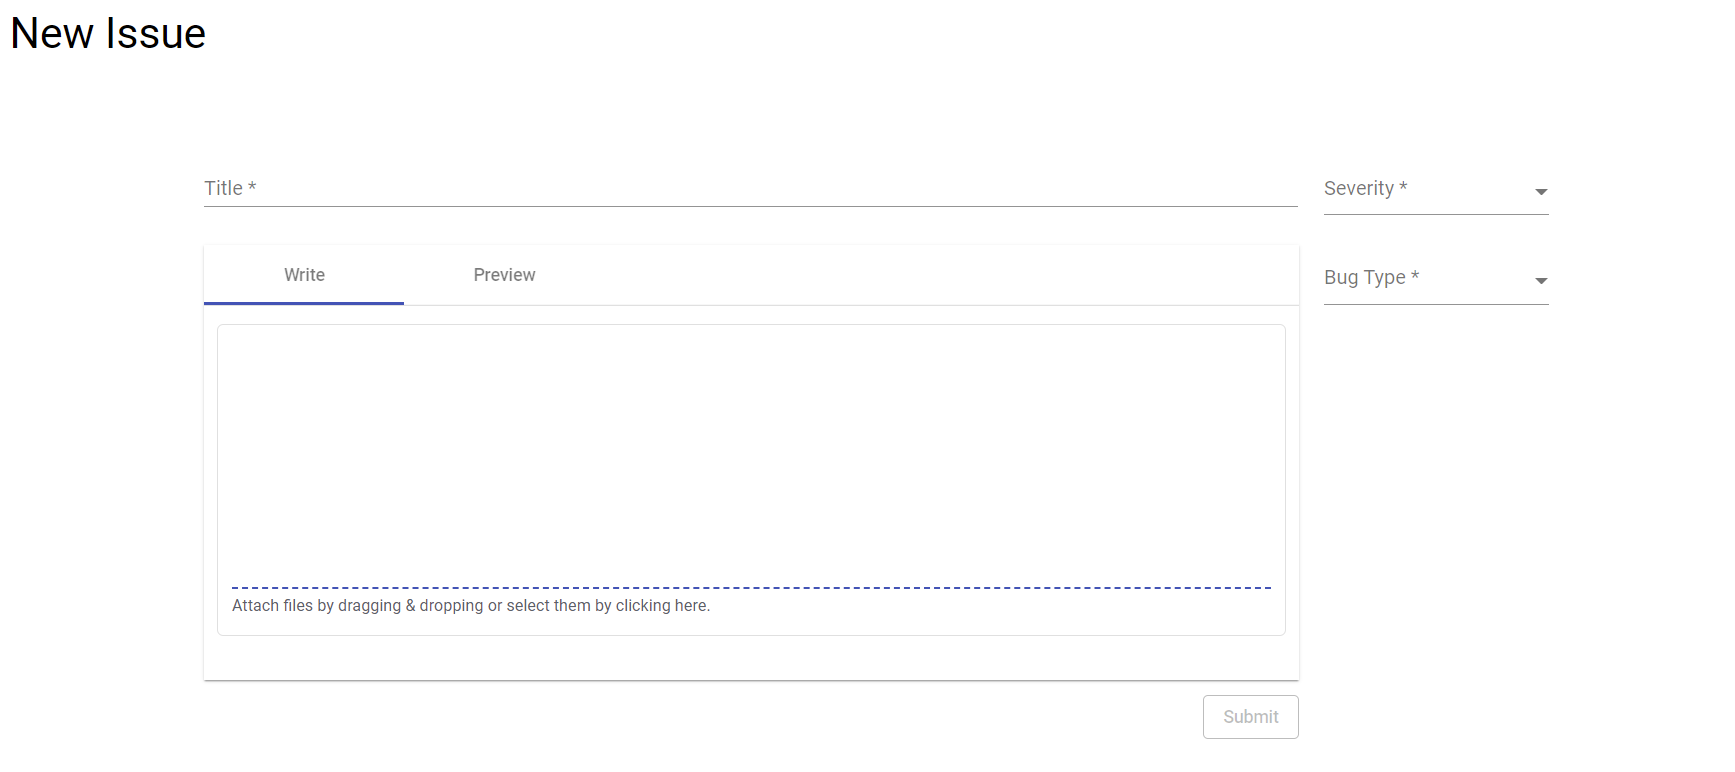 New Issue
Title *
Severity *
Write
Preview
Bug Type *
Attach files by dragging & dropping or select them by clicking here.
Submit